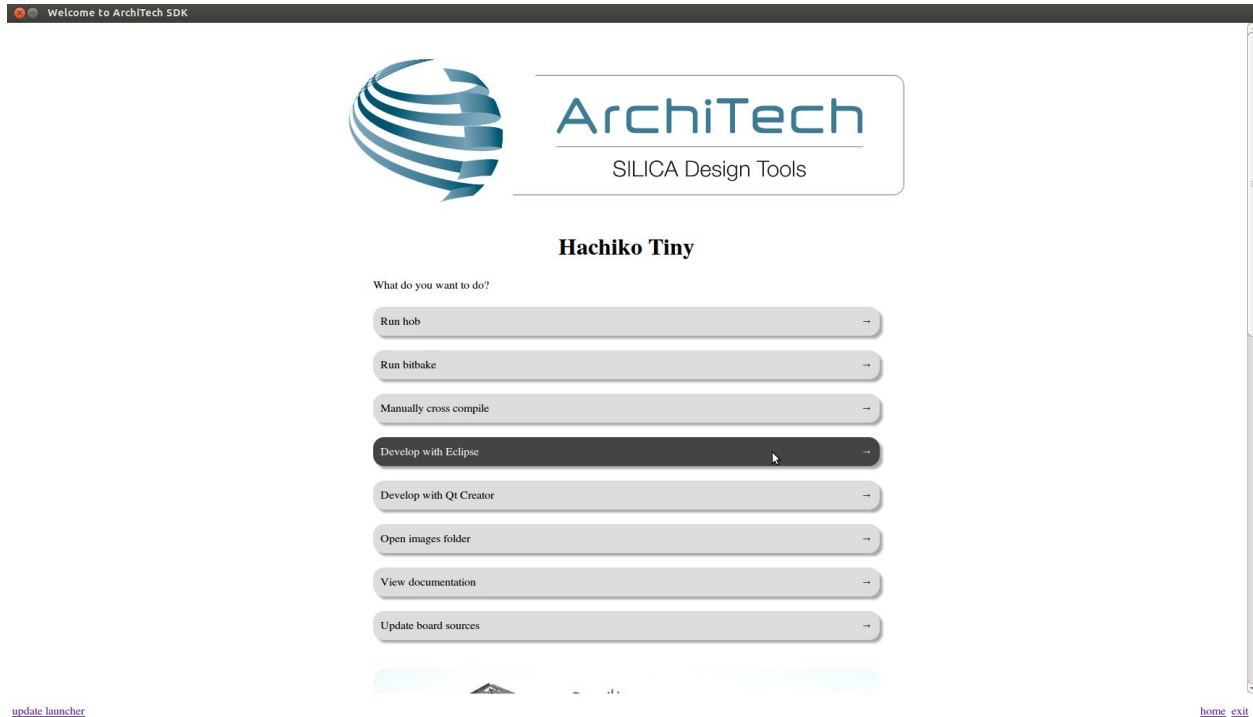 Welcome to ArchiTech SDK
ArchiTech
SILICA Design Tools
Hachiko Tiny
What do you want to do?
Run hob →
Run bitbake →
Manually cross compile →
Develop with Eclipse →
Develop with Qt Creator →
Open images folder →
View documentation →
Update board sources →
update launcher home exit